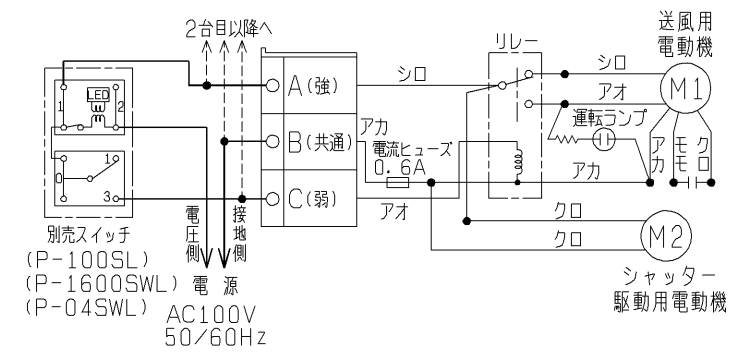 2台目以降へ
リレー
送風用
電動機
LED
1
2
0
1
3
A(強)
B(共通)
C(弱)
シロ
アカ
電流ヒューズ
0.6A
アオ
シロ
アオ
運転ランプ
アカ
M1
アカ
モモ
クロ
クロ
クロ
M2
シャッター
駆動用電動機
別売スイッチ
(P-100SL)
(P-1600SWL)
(P-04SWL)
電圧側
接地側
電源
AC100V
50/60Hz